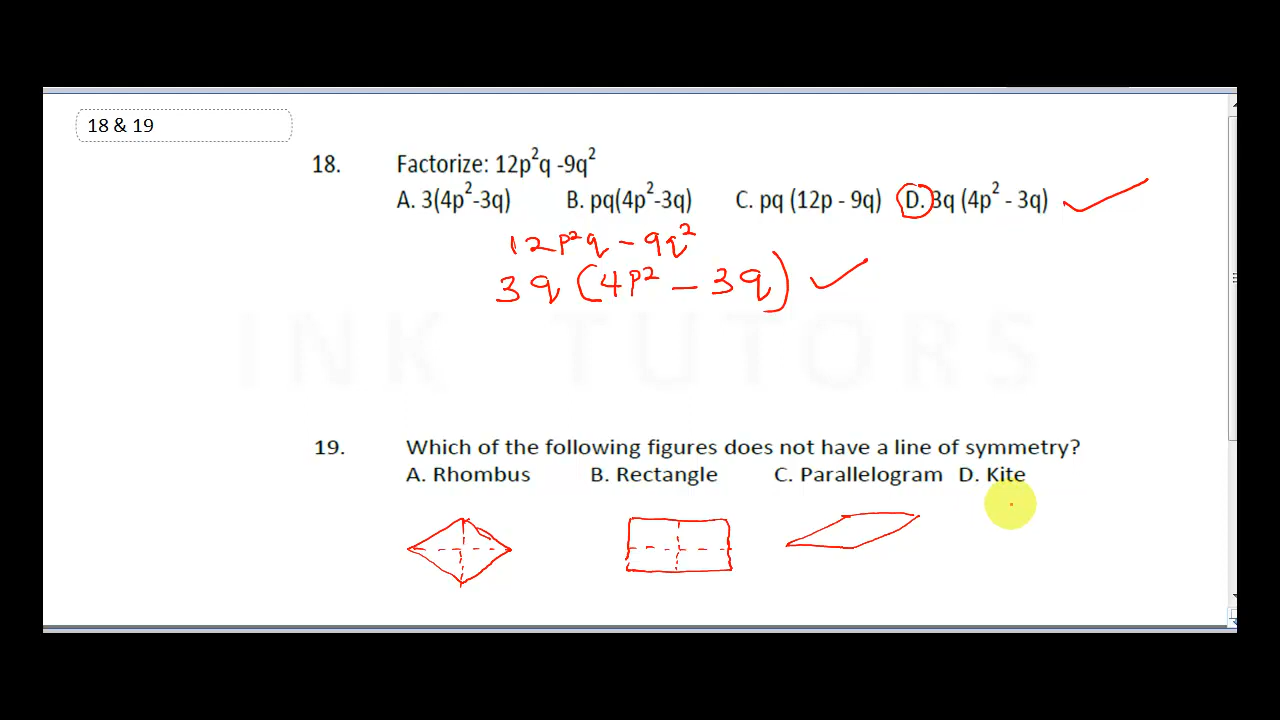 18 & 19
18. Factorize: 12p²q -9q²
A. 3(4p²-3q) B. pq(4p²-3q) C. pq (12p - 9q) D. 3q (4p² - 3q)
12p²q - 9q²
3q (4p² - 3q)
INK TUTORS
19. Which of the following figures does not have a line of symmetry?
A. Rhombus B. Rectangle C. Parallelogram D. Kite